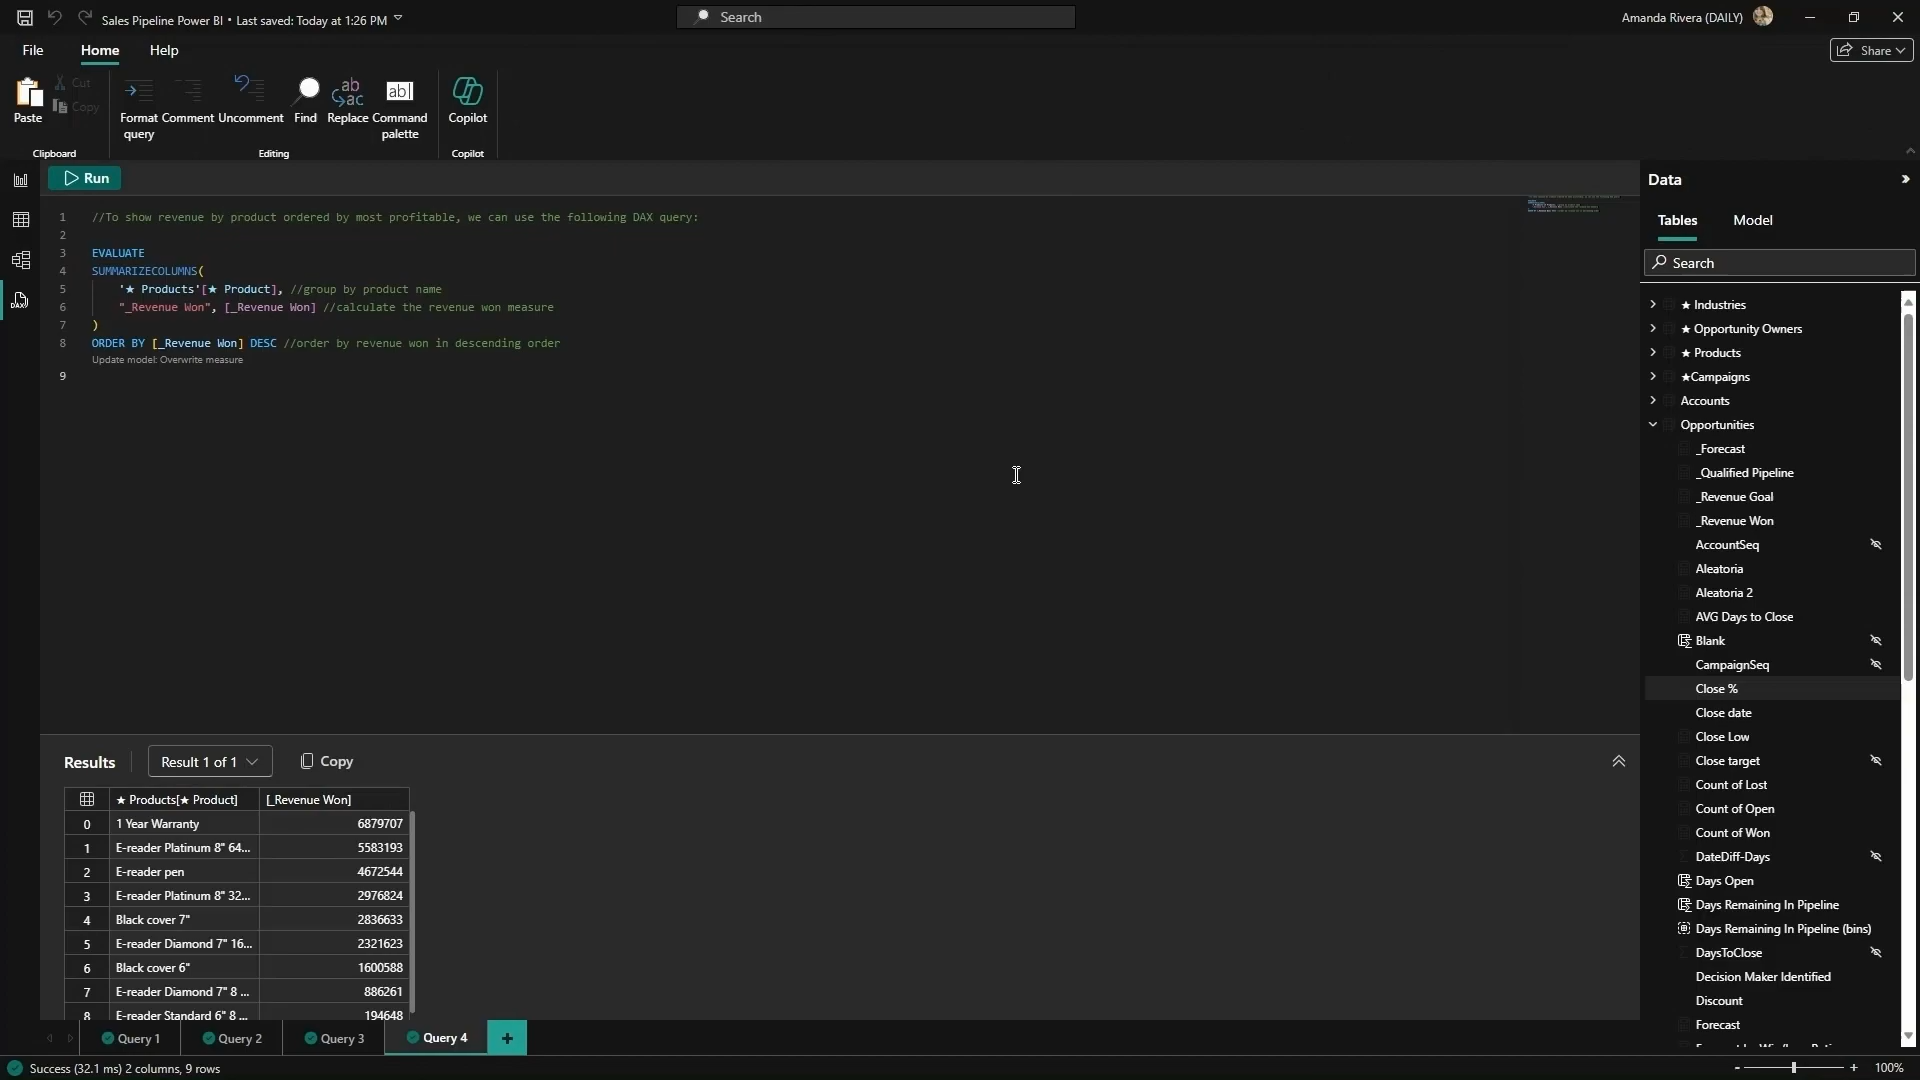 Sales Pipeline Power BI • Last saved: Today at 1:26 PM
Search
Amanda Rivera (DAILY)
File
Home
Help
Share
Paste
Cut
Copy
Format query
Comment
Uncomment
Find
Replace
Command palette
Copilot
Clipboard
Editing
Copilot
Run
1 //To show revenue by product ordered by most profitable, we can use the following DAX query:
2
3 EVALUATE
4 SUMMARIZECOLUMNS(
5 '★ Products'[★ Product], //group by product name
6 "_Revenue Won", [_Revenue Won] //calculate the revenue won measure
7 )
8 ORDER BY [_Revenue Won] DESC //order by revenue won in descending order
Update model: Overwrite measure
9
Data
Tables
Model
Search
★ Industries
★ Opportunity Owners
★ Products
★Campaigns
Accounts
Opportunities
_Forecast
_Qualified Pipeline
_Revenue Goal
_Revenue Won
AccountSeq
Aleatoria
Aleatoria 2
AVG Days to Close
Blank
CampaignSeq
Close %
Close date
Close Low
Close target
Count of Lost
Count of Open
Count of Won
DateDiff-Days
Days Open
Days Remaining In Pipeline
Days Remaining In Pipeline (bins)
DaysToClose
Decision Maker Identified
Discount
Forecast
Results
Result 1 of 1
Copy
★ Products[★ Product] [_Revenue Won]
0 1 Year Warranty 6879707
1 E-reader Platinum 8" 64... 5583193
2 E-reader pen 4672544
3 E-reader Platinum 8" 32... 2976824
4 Black cover 7" 2836633
5 E-reader Diamond 7" 16... 2321623
6 Black cover 6" 1600588
7 E-reader Diamond 7" 8 ... 886261
8 E-reader Standard 6" 8 ... 194648
Query 1
Query 2
Query 3
Query 4
+
Success (32.1 ms) 2 columns, 9 rows
- + 100%